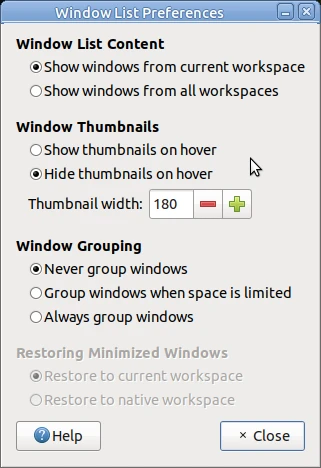 Window List Preferences
Window List Content
Show windows from current workspace
Show windows from all workspaces
Window Thumbnails
Show thumbnails on hover
Hide thumbnails on hover
Thumbnail width: 180
Window Grouping
Never group windows
Group windows when space is limited
Always group windows
Restoring Minimized Windows
Restore to current workspace
Restore to native workspace
Help
Close